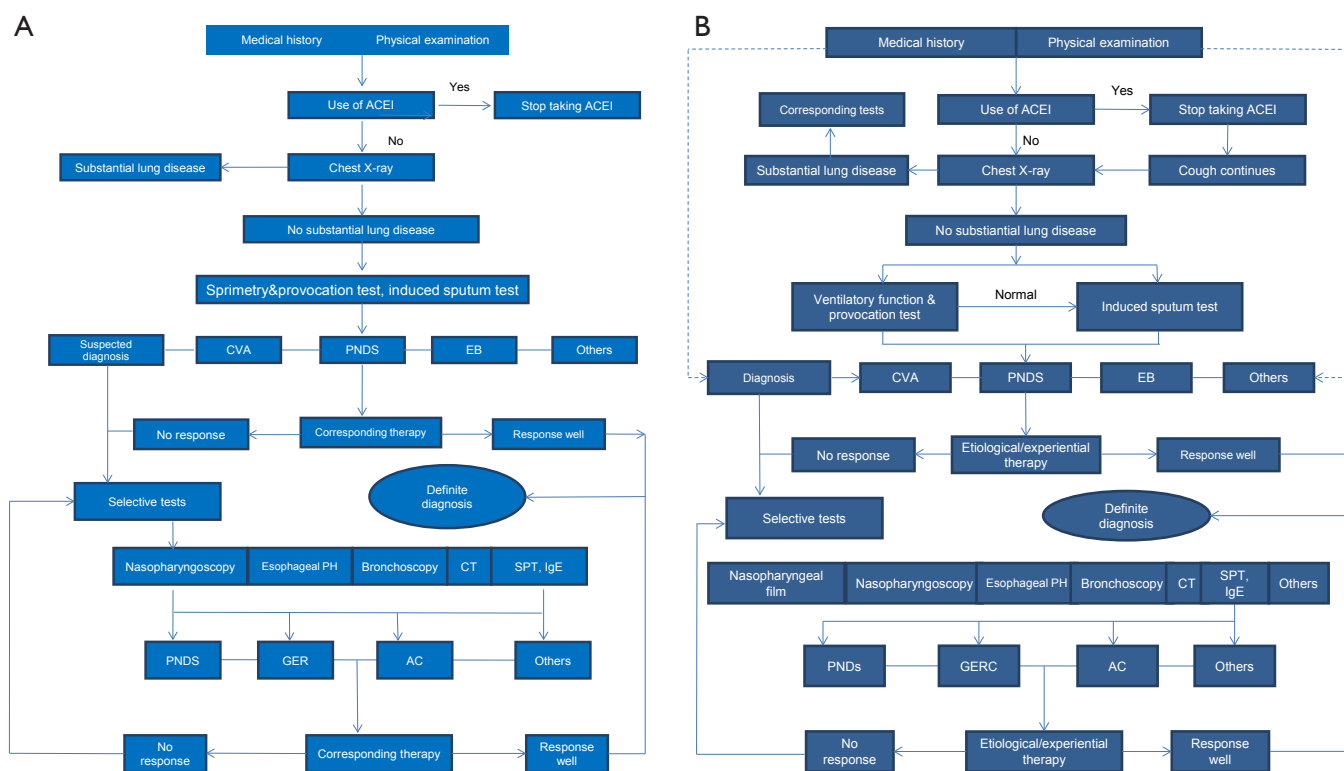 A
Medical history
Physical examination
Use of ACEI
Yes
Stop taking ACEI
No
Substantial lung disease
Chest X-ray
No substantial lung disease
Sprimetry&provocation test, induced sputum test
Suspected
diagnosis
CVA
PNDS
EB
Others
No response
Corresponding therapy
Response well
Selective tests
Definite
diagnosis
Nasopharyngoscopy
Esophageal PH
Bronchoscopy
CT
SPT, IgE
PNDS
GER
AC
Others
No
response
Corresponding therapy
Response
well
B
Medical history
Physical examination
Corresponding tests
Use of ACEI
Yes
Stop taking ACEI
No
Substantial lung disease
Chest X-ray
Cough continues
No substiantial lung disease
Ventilatory function &
provocation test
Normal
Induced sputum test
Diagnosis
CVA
PNDS
EB
Others
No response
Etiological/experiential
therapy
Response well
Selective tests
Definite
diagnosis
Nasopharyngeal
film
Nasopharyngoscopy
Esophageal PH
Bronchoscopy
CT
SPT,
IgE
Others
PNDs
GERC
AC
Others
No
response
Etiological/experiential
therapy
Response
well